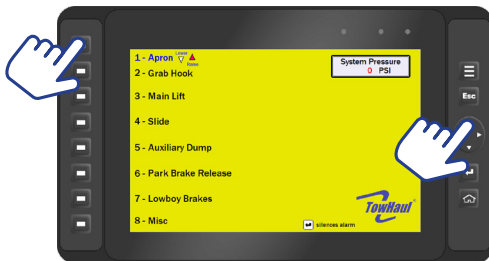 1 - Apron Lower Raise
System Pressure
0 PSI
2 - Grab Hook
3 - Main Lift
Esc
4 - Slide
5 - Auxiliary Dump
6 - Park Brake Release
7 - Lowboy Brakes
TowHaul
8 - Misc
silences alarm